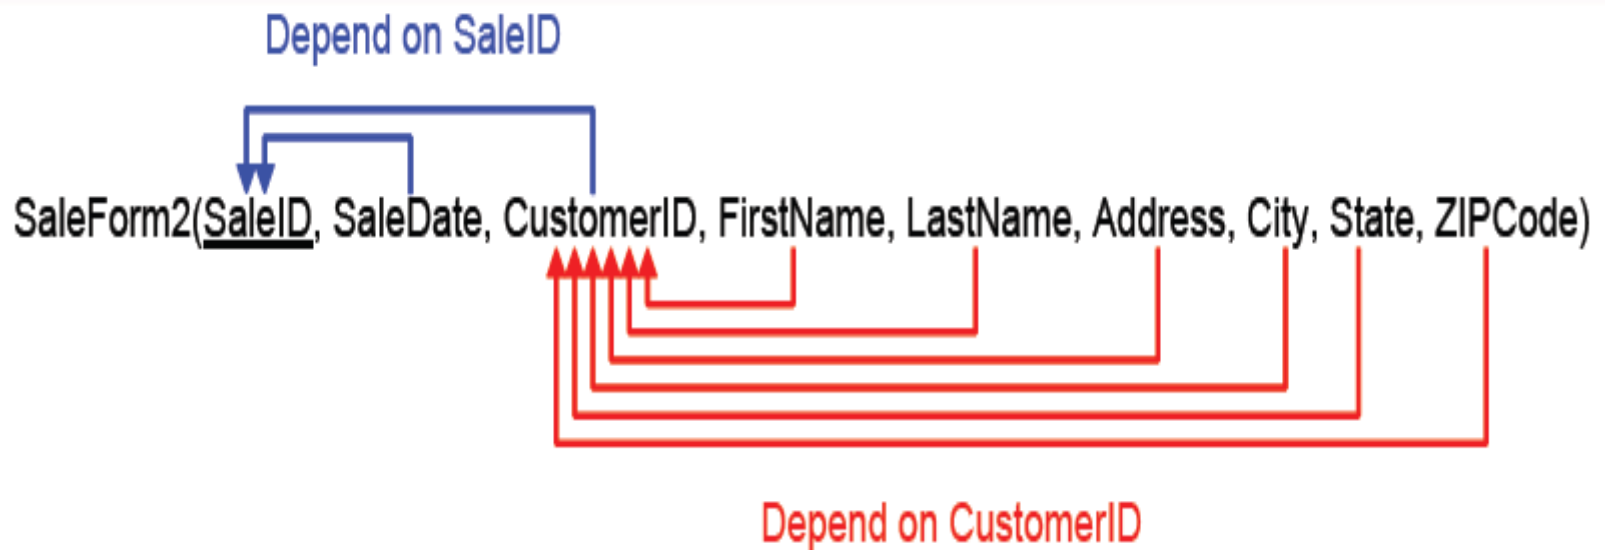 Depend on SaleID
SaleForm2(SaleID, SaleDate, CustomerID, FirstName, LastName, Address, City, State, ZIPCode)
Depend on CustomerID